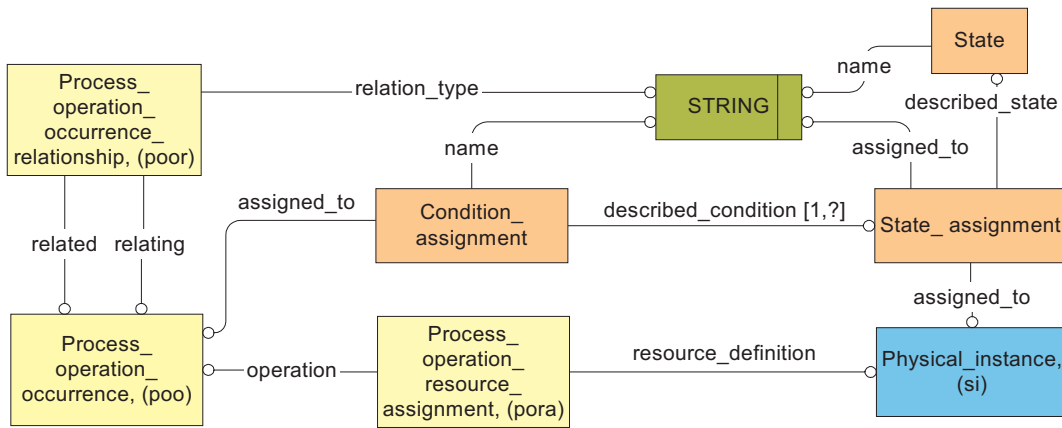 State
name
Process_
operation_
occurrence_
relationship, (poor)
relation_type
STRING
described_state
name
assigned_to
assigned_to
Condition_
assignment
described_condition [1,?]
State_ assignment
related
relating
assigned_to
Process_
operation_
occurrence, (poo)
operation
Process_
operation_
resource_
assignment, (pora)
resource_definition
Physical_instance,
(si)